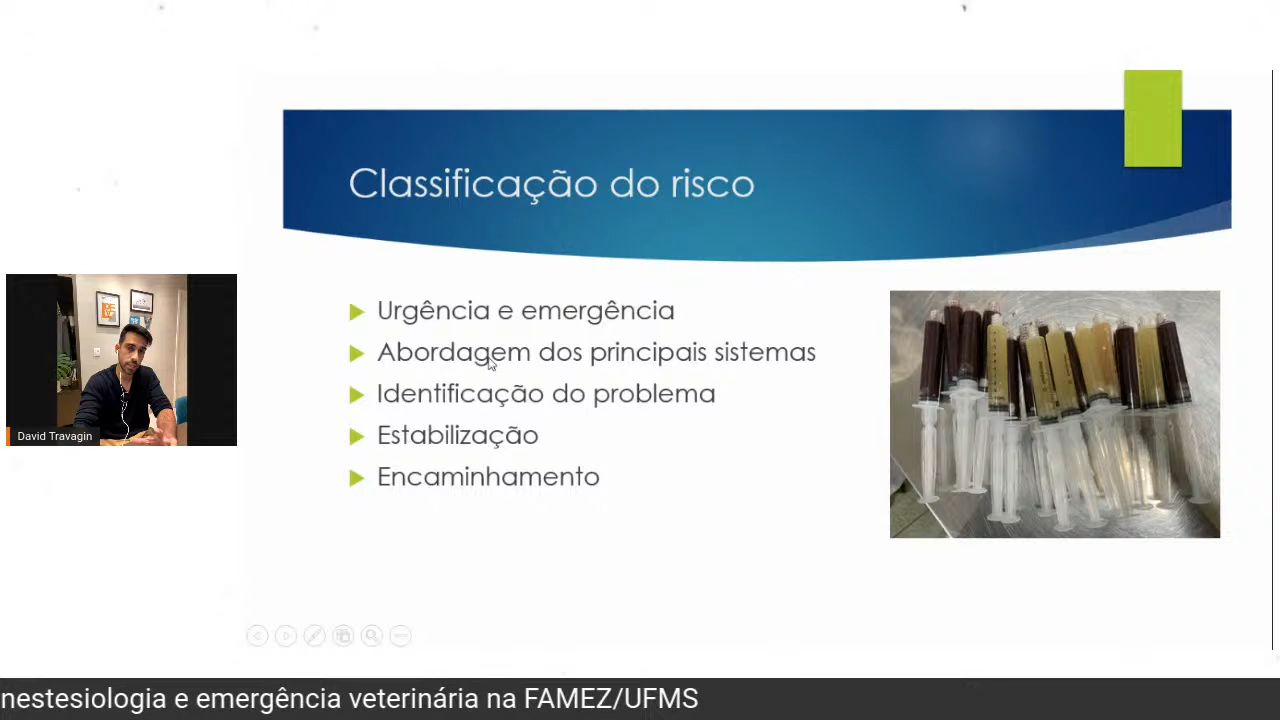 Classificação do risco
Urgência e emergência
Abordagem dos principais sistemas
Identificação do problema
Estabilização
Encaminhamento
David Travagin
nestesiologia e emergência veterinária na FAMEZ/UFMS